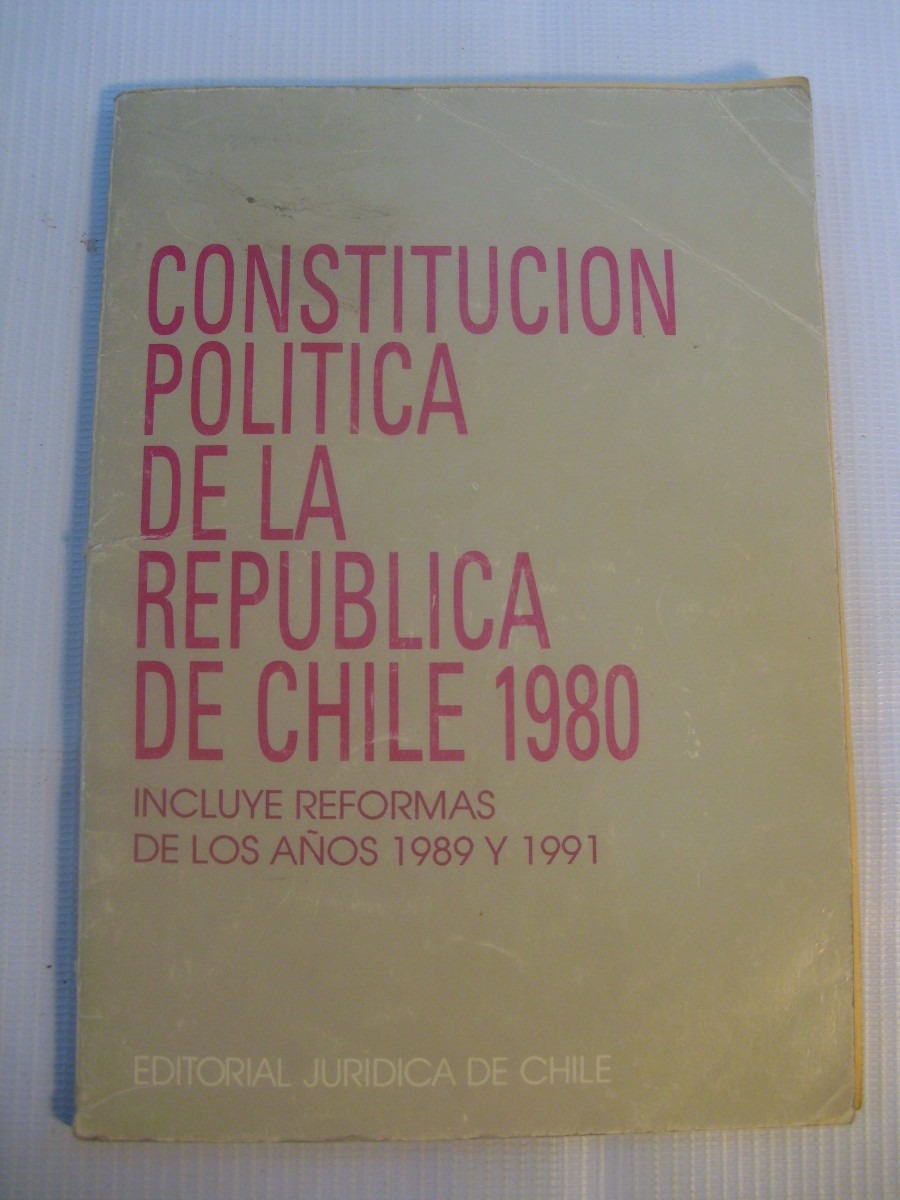 CONSTITUCION
POLITICA
DE LA
REPUBLICA
DE CHILE 1980
INCLUYE REFORMAS
DE LOS AÑOS 1989 Y 1991
EDITORIAL JURIDICA DE CHILE